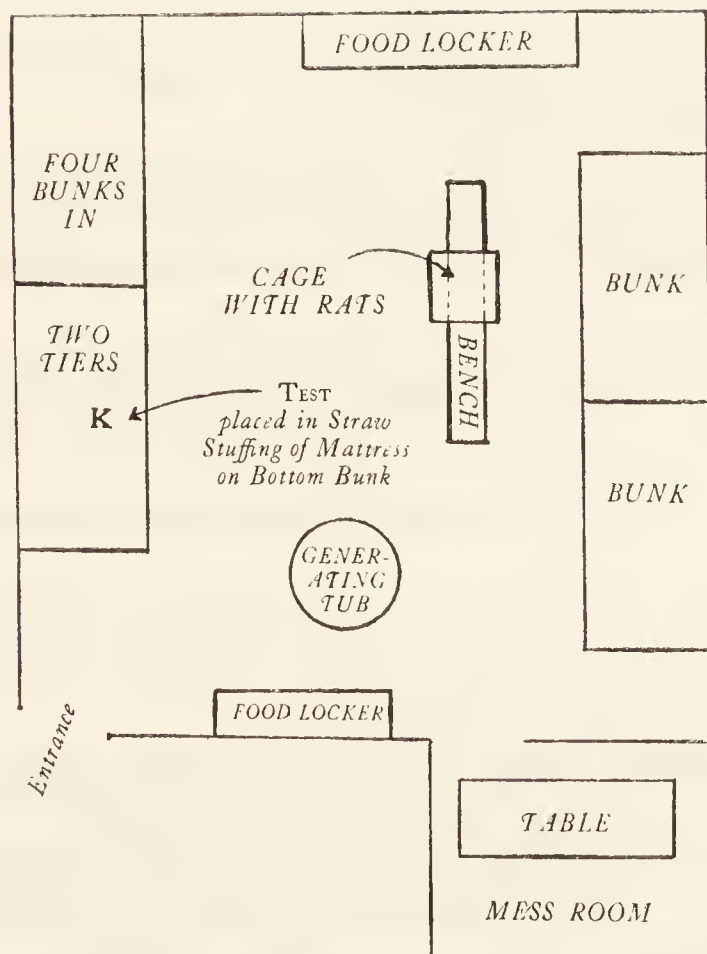 FOOD LOCKER
FOUR
BUNKS
IN
TWO
TIERS
K
CAGE
WITH RATS
BENCH
BUNK
TEST
placed in Straw
Stuffing of Mattress
on Bottom Bunk
BUNK
GENER-
ATING
TUB
FOOD LOCKER
Entrance
TABLE
MESS ROOM